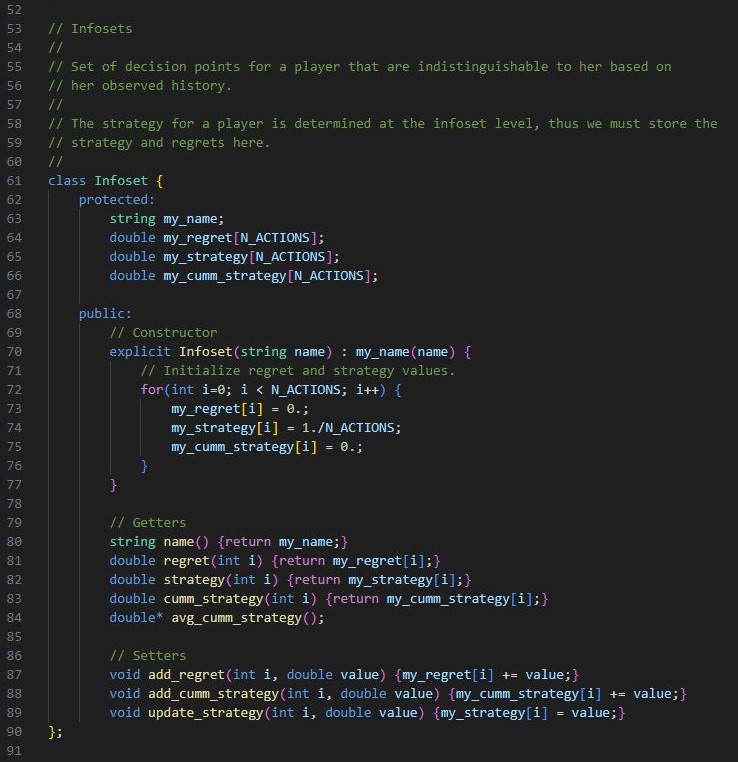 52
53 // Infosets
54 //
55 // Set of decision points for a player that are indistinguishable to her based on
56 // her observed history.
57 //
58 // The strategy for a player is determined at the infoset level, thus we must store the
59 // strategy and regrets here.
60 //
61 class Infoset {
62     protected:
63         string my_name;
64         double my_regret[N_ACTIONS];
65         double my_strategy[N_ACTIONS];
66         double my_cumm_strategy[N_ACTIONS];
67
68     public:
69         // Constructor
70         explicit Infoset(string name) : my_name(name) {
71             // Initialize regret and strategy values.
72             for(int i=0; i < N_ACTIONS; i++) {
73                 my_regret[i] = 0.;
74                 my_strategy[i] = 1./N_ACTIONS;
75                 my_cumm_strategy[i] = 0.;
76             }
77         }
78
79         // Getters
80         string name() {return my_name;}
81         double regret(int i) {return my_regret[i];}
82         double strategy(int i) {return my_strategy[i];}
83         double cumm_strategy(int i) {return my_cumm_strategy[i];}
84         double* avg_cumm_strategy();
85
86         // Setters
87         void add_regret(int i, double value) {my_regret[i] += value;}
88         void add_cumm_strategy(int i, double value) {my_cumm_strategy[i] += value;}
89         void update_strategy(int i, double value) {my_strategy[i] = value;}
90 };
91